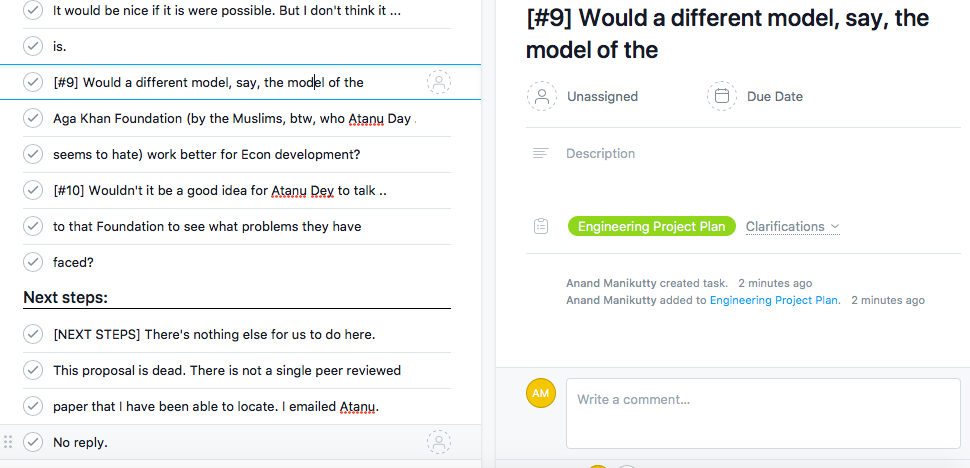 It would be nice if it is were possible. But I don't think it ...
is.
[#9] Would a different model, say, the model of the
Aga Khan Foundation (by the Muslims, btw, who Atanu Day .
seems to hate) work better for Econ development?
[#10] Wouldn't it be a good idea for Atanu Dey to talk ..
to that Foundation to see what problems they have
faced?
Next steps:
[NEXT STEPS] There's nothing else for us to do here.
This proposal is dead. There is not a single peer reviewed
paper that I have been able to locate. I emailed Atanu.
No reply.
[#9] Would a different model, say, the
model of the
Unassigned
Due Date
Description
Engineering Project Plan
Clarifications
Anand Manikutty created task. 2 minutes ago
Anand Manikutty added to Engineering Project Plan. 2 minutes ago
AM
Write a comment...